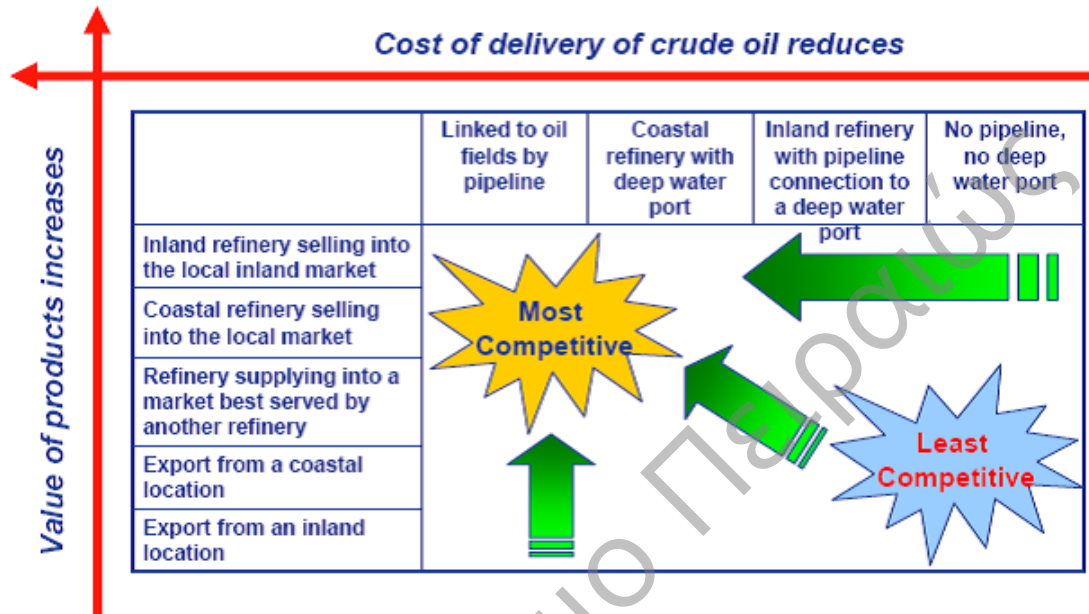 Cost of delivery of crude oil reduces
Value of products increases
Linked to oil
fields by
pipeline
Coastal
refinery with
deep water
port
Inland refinery
with pipeline
connection to
a deep water
port
No pipeline,
no deep
water port
Inland refinery selling into
the local inland market
Coastal refinery selling
into the local market
Refinery supplying into a
market best served by
another refinery
Export from a coastal
location
Export from an inland
location
Most
Competitive
Least
Competitive
Πειραιώς